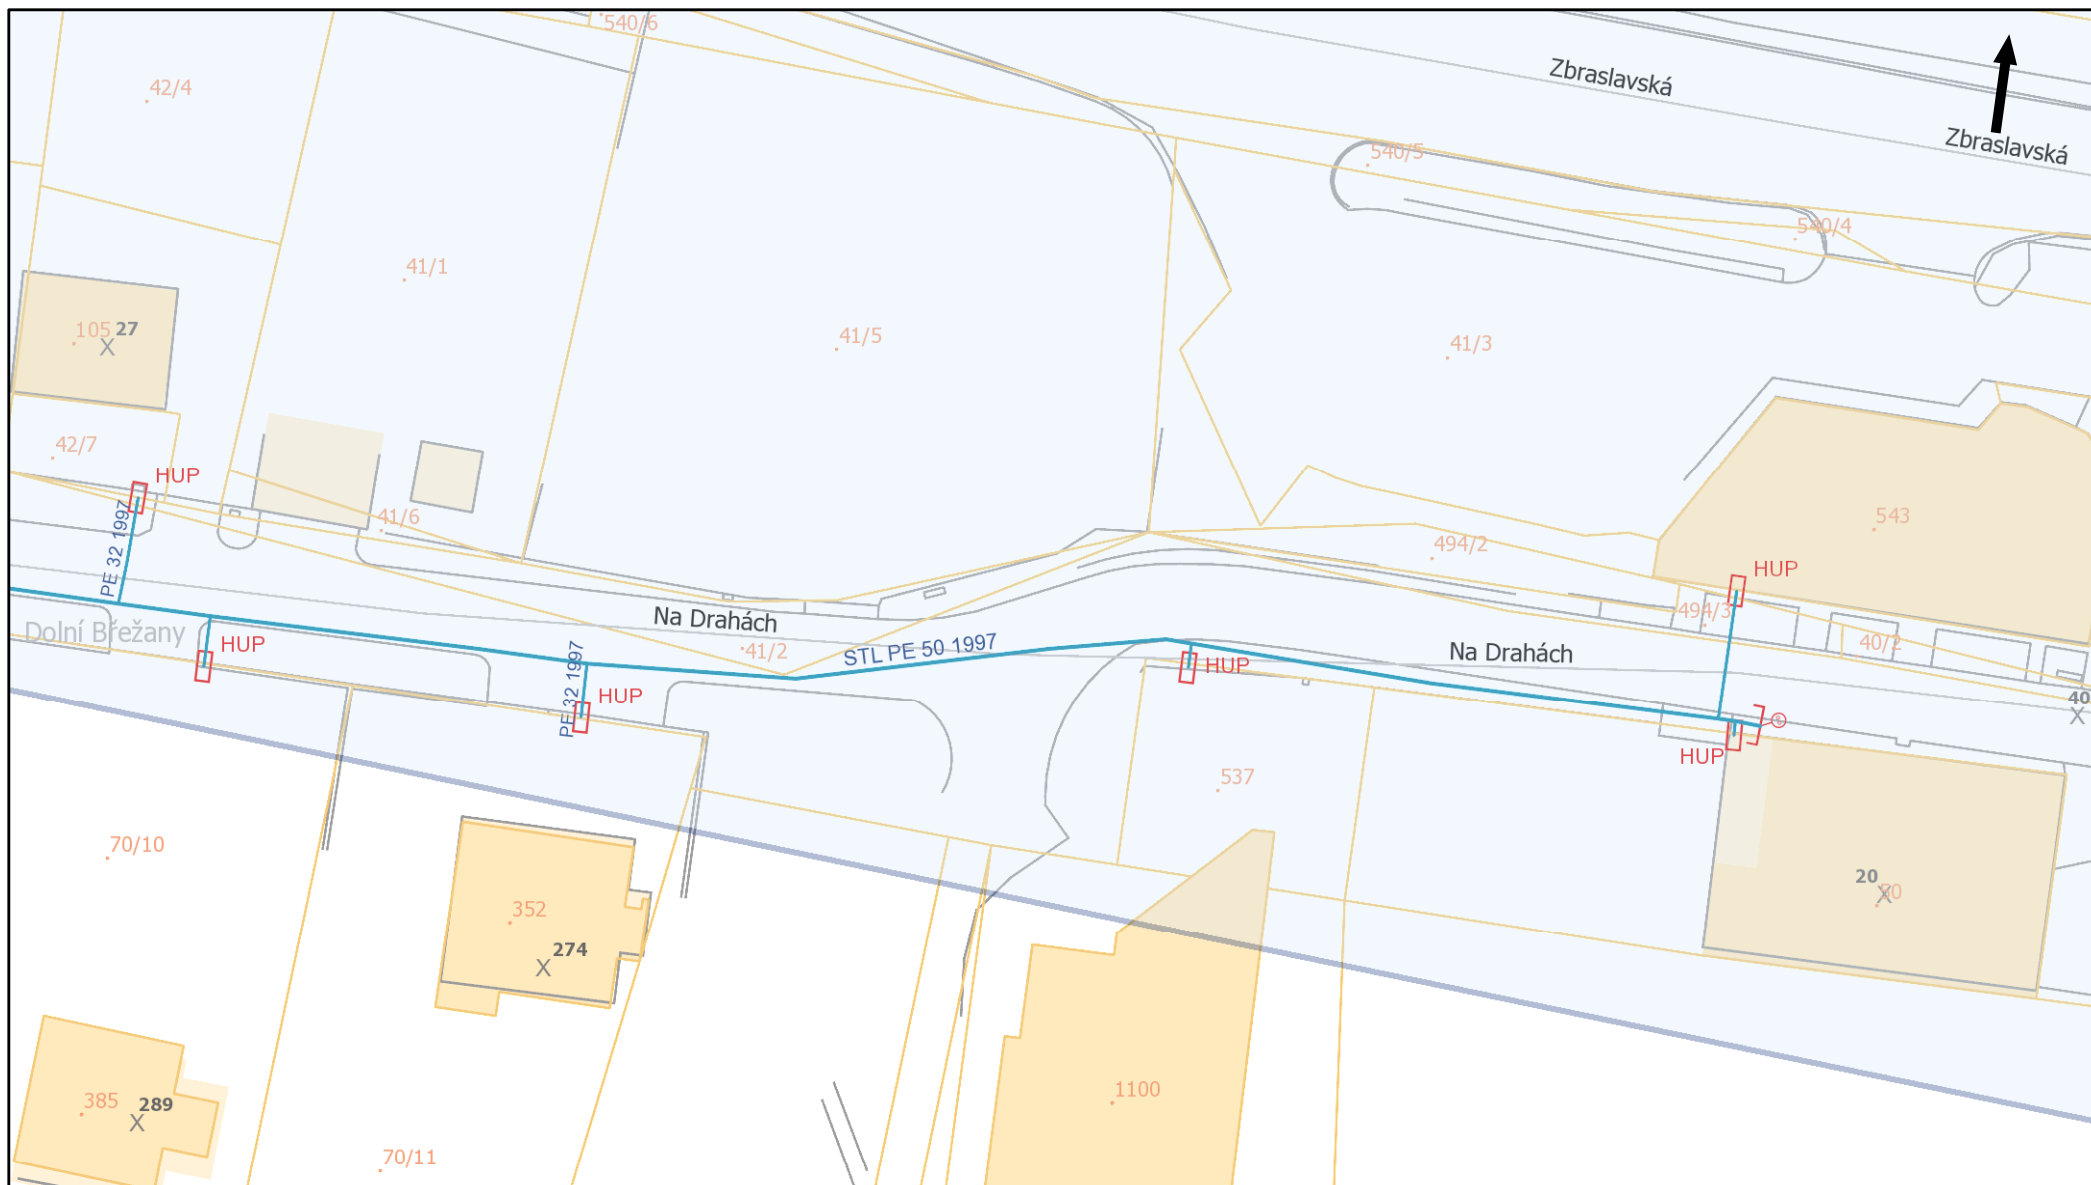 540/6
Zbraslavská
42/4
Zbraslavská
540/5
540/4
41/1
105 27
X
41/5
41/3
42/7
HUP
41/6
543
PE 32 1997
494/2
HUP
494/3
Na Drahách
Dolní Břežany
HUP
41/2
STL PE 50 1997
Na Drahách
40/2
PE 32 1997
HUP
HUP
40
X
HUP
537
70/10
20
X
352
274
X
1100
385 289
X
70/11